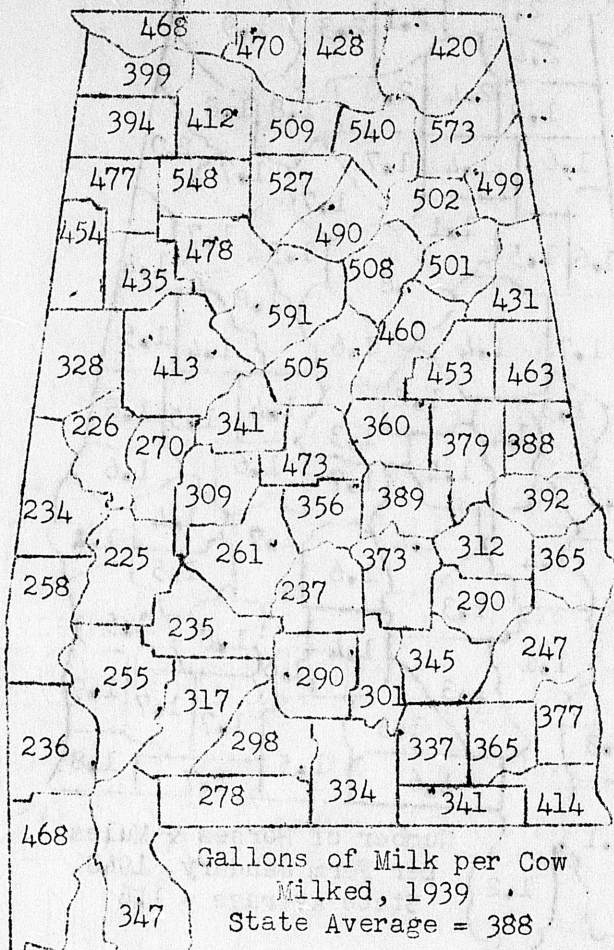 468 470 428 420
399
394 412 509 540 573
477 548 527 502 499
454 478 490
435 508 501
591 431
460
328 413 505 453 463
226 270 341 360 379 388
473
309 356 389 392
234
225 261 373 312 365
258 237 290
235
255 290 345 247
317 301
377
236 298 337 365
278 334 341 414
468
Gallons of Milk per Cow
Milked, 1939
347
State Average = 388